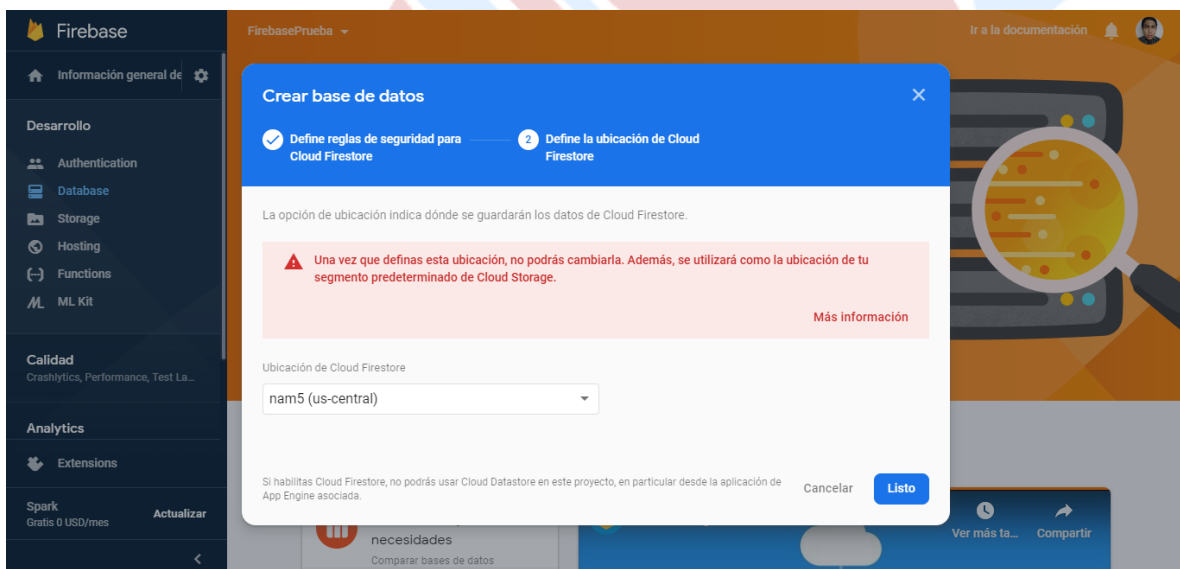 Firebase
Información general de
Desarrollo
Authentication
Database
Storage
Hosting
Functions
ML Kit
Calidad
Crashlytics, Performance, Test La...
Analytics
Extensions
Spark
Gratis 0 USD/mes
Actualizar
FirebasePrueba
Ir a la documentación
Crear base de datos
Define reglas de seguridad para
Cloud Firestore
2
Define la ubicación de Cloud
Firestore
La opción de ubicación indica dónde se guardarán los datos de Cloud Firestore.
Una vez que definas esta ubicación, no podrás cambiarla. Además, se utilizará como la ubicación de tu
segmento predeterminado de Cloud Storage.
Más información
Ubicación de Cloud Firestore
nam5 (us-central)
Si habilitas Cloud Firestore, no podrás usar Cloud Datastore en este proyecto, en particular desde la aplicación de
App Engine asociada.
Cancelar
Listo
necesidades
Comparar bases de datos
Ver más ta...
Compartir